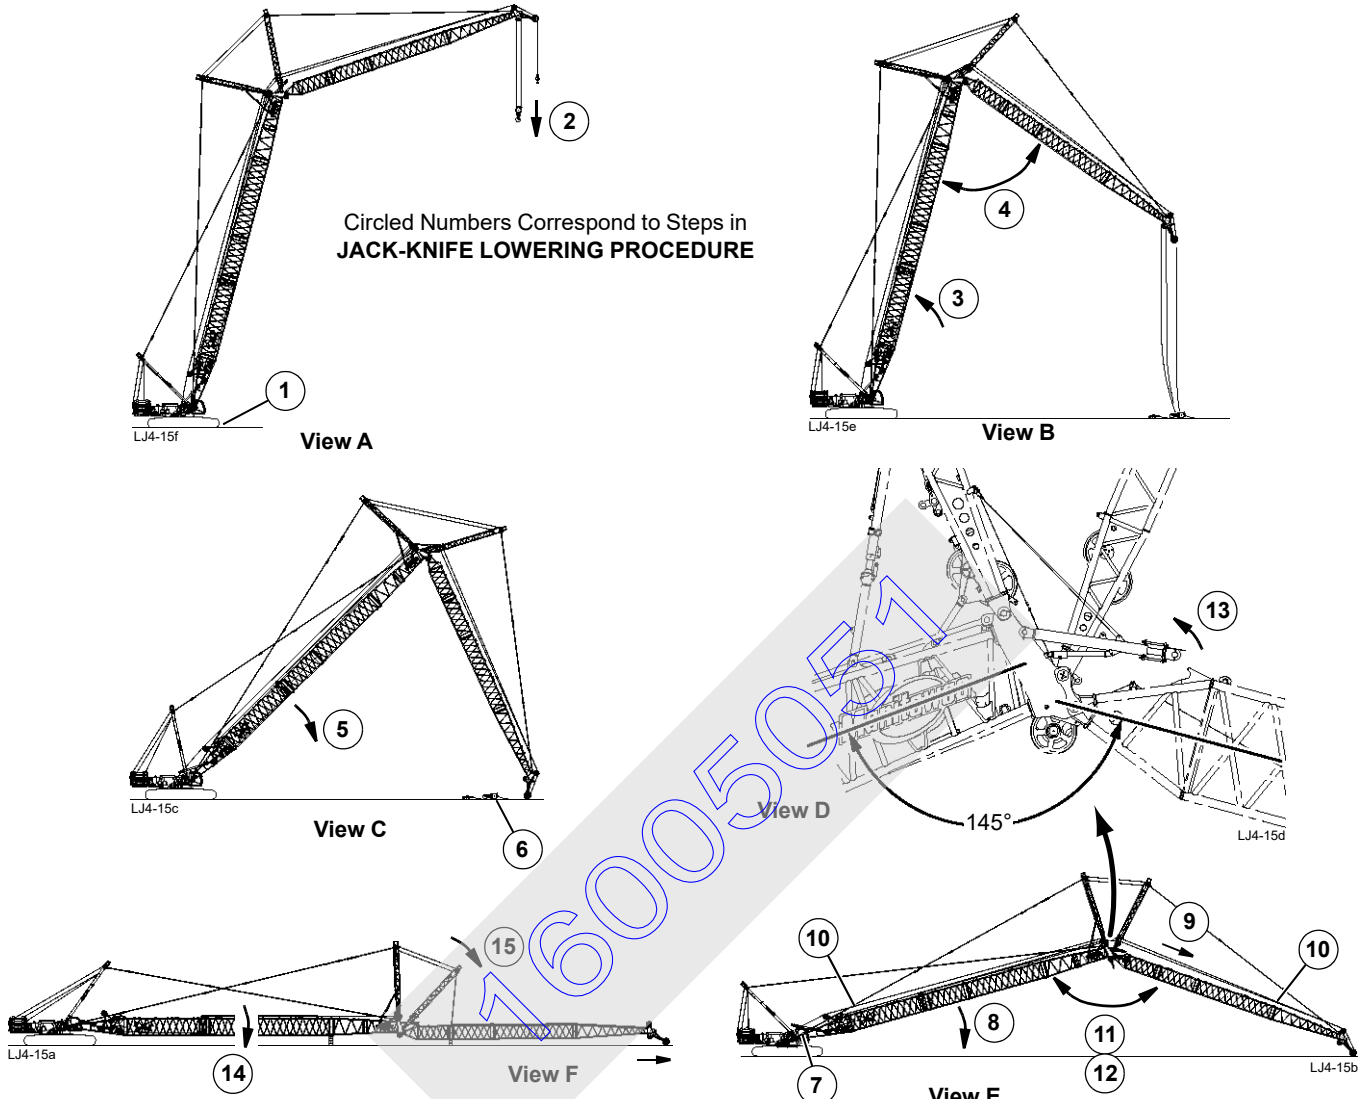 2
Circled Numbers Correspond to Steps in
JACK-KNIFE LOWERING PROCEDURE
1
LJ4-15f
View A
4
3
LJ4-15e
View B
5
LJ4-15c
View C
6
13
Manitowoc
View D
145°
LJ4-15d
15
LJ4-15a
14
View F
9
10
10
8
11
12
7
LJ4-15b
View E
16005051